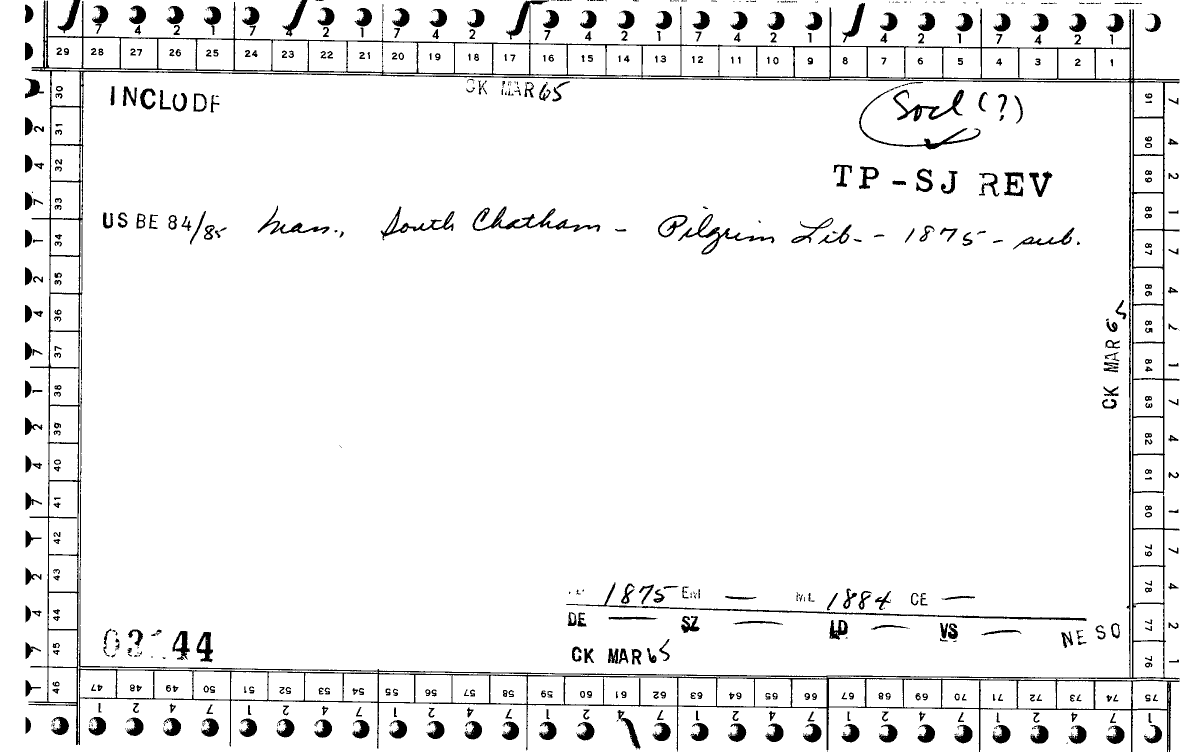 7 4 2 1 7 4 2 1 7 4 2 1 7 4 2 1 7 4 2 1 7 4 2 1 7 4 2 1
29 28 27 26 25 24 23 22 21 20 19 18 17 16 15 14 13 12 11 10 9 8 7 6 5 4 3 2 1
CK MAR 65
INCLUDE
Socl (?)
TP-SJ REV
US BE 84/85 Mass., South Chatham - Pilgrim Lib. - 1875 - sub.
30 31 32 33 34 35 36 37 38 39 40 41 42 43 44 45 46
2 4 7 1 2 4 7 1 2 4 7 1 2 4 7 1
91 90 89 88 87 86 85 84 83 82 81 80 79 78 77 76
7 4 2 1 7 4 2 1 7 4 2 1 7 4 2 1
CK MAR 65
1875 EM — ML 1884 CE —
DE — SZ — LD — VS — NE SO
CK MAR 65
47 48 49 50 51 52 53 54 55 56 57 58 59 60 61 62 63 64 65 66 67 68 69 70 71 72 73 74 75
1 2 4 7 1 2 4 7 1 2 4 7 1 2 4 7 1 2 4 7 1 2 4 7 1 2 4 7 1